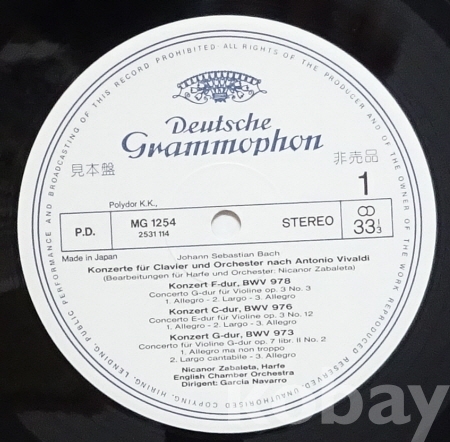 ALL RIGHTS OF THE PRODUCER AND OF THE OWNER OF THE WORK REPRODUCED RESERVED. UNAUTHORISED COPYING, HIRING, LENDING, PUBLIC PERFORMANCE AND BROADCASTING OF THIS RECORD PROHIBITED ·
Deutsche
Grammophon
見本盤
非売品
1
Polydor K.K.,
P.D.
MG 1254
2531 114
STEREO
33 1/3
Made in Japan
Johann Sebastian Bach
Konzerte für Clavier und Orchester nach Antonio Vivaldi
(Bearbeitungen für Harfe und Orchester: Nicanor Zabaleta)
Konzert F-dur, BWV 978
Concerto G-dur für Violine op. 3 No. 3
1. Allegro - 2. Largo - 3. Allegro
Konzert C-dur, BWV 976
Concerto E-dur für Violine op. 3 No. 12
1. Allegro - 2. Largo - 3. Allegro
Konzert G-dur, BWV 973
Concerto für Violine G-dur op. 7 libr. II No. 2
1. Allegro ma non troppo
2. Largo cantabile - 3. Allegro
Nicanor Zabaleta, Harfe
English Chamber Orchestra
Dirigent: Garcia Navarro